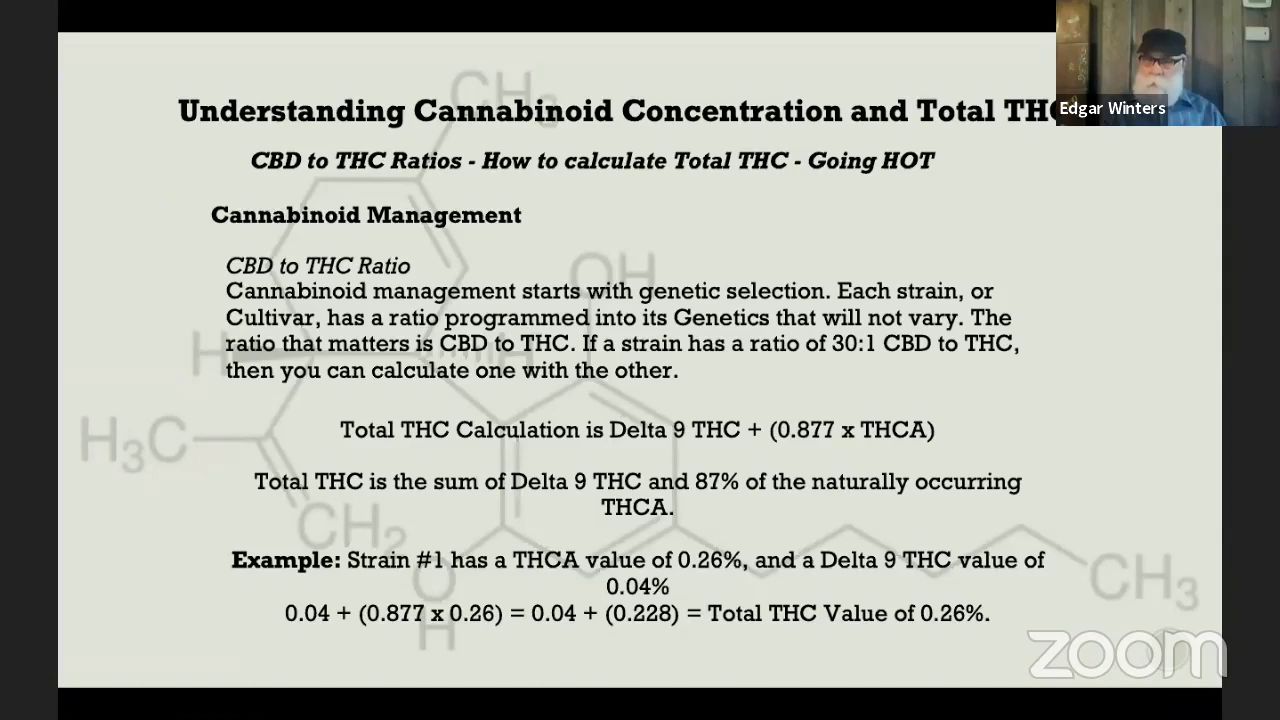 Understanding Cannabinoid Concentration and Total THC
Edgar Winters
CBD to THC Ratios - How to calculate Total THC - Going HOT
Cannabinoid Management
CBD to THC Ratio
Cannabinoid management starts with genetic selection. Each strain, or
Cultivar, has a ratio programmed into its Genetics that will not vary. The
ratio that matters is CBD to THC. If a strain has a ratio of 30:1 CBD to THC,
then you can calculate one with the other.
Total THC Calculation is Delta 9 THC + (0.877 x THCA)
Total THC is the sum of Delta 9 THC and 87% of the naturally occurring
THCA.
Example: Strain #1 has a THCA value of 0.26%, and a Delta 9 THC value of
0.04%
0.04 + (0.877 x 0.26) = 0.04 + (0.228) = Total THC Value of 0.26%.
CH₃
OH
H
H
H₃C
CH₂
O
H
CH₃
zoom